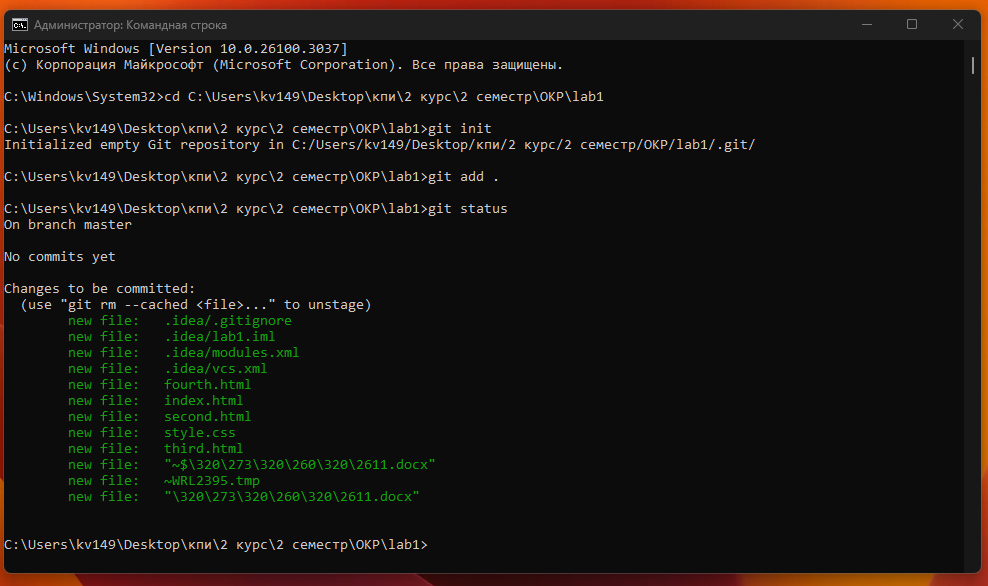 Администратор: Командная строка
Microsoft Windows [Version 10.0.26100.3037]
(c) Корпорация Майкрософт (Microsoft Corporation). Все права защищены.
C:\Windows\System32>cd C:\Users\kv149\Desktop\кпи\2 курс\2 семестр\ОКР\lab1
C:\Users\kv149\Desktop\кпи\2 курс\2 семестр\ОКР\lab1>git init
Initialized empty Git repository in C:/Users/kv149/Desktop/кпи/2 курс/2 семестр/ОКР/lab1/.git/
C:\Users\kv149\Desktop\кпи\2 курс\2 семестр\ОКР\lab1>git add .
C:\Users\kv149\Desktop\кпи\2 курс\2 семестр\ОКР\lab1>git status
On branch master
No commits yet
Changes to be committed:
  (use "git rm --cached <file>..." to unstage)
        new file:   .idea/.gitignore
        new file:   .idea/lab1.iml
        new file:   .idea/modules.xml
        new file:   .idea/vcs.xml
        new file:   fourth.html
        new file:   index.html
        new file:   second.html
        new file:   style.css
        new file:   third.html
        new file:   "~$\320\273\320\260\320\2611.docx"
        new file:   ~WRL2395.tmp
        new file:   "\320\273\320\260\320\2611.docx"
C:\Users\kv149\Desktop\кпи\2 курс\2 семестр\ОКР\lab1>